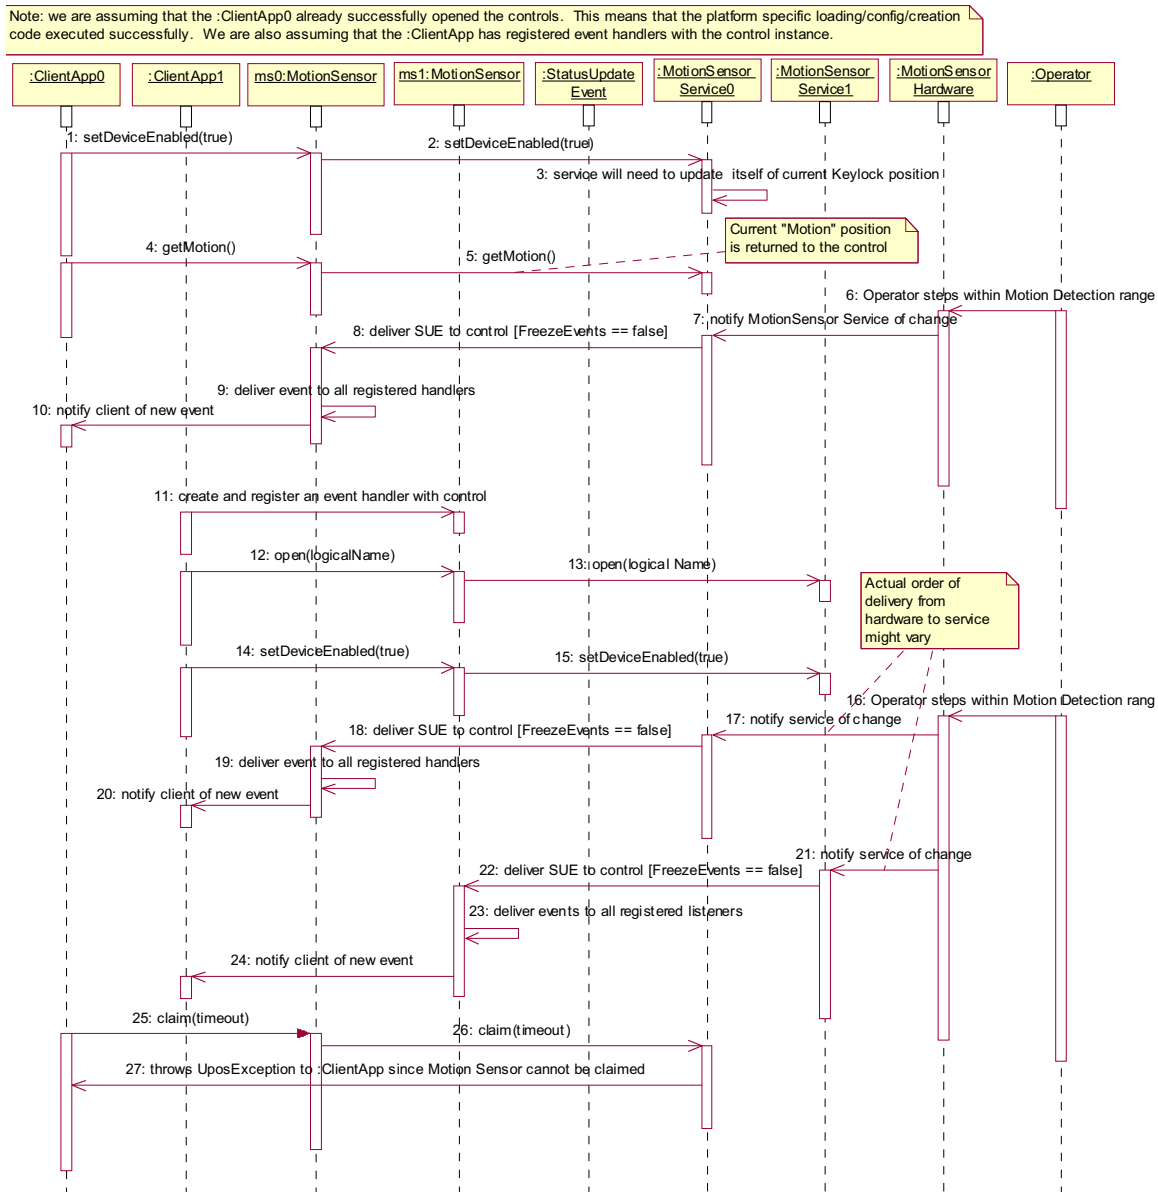 Note: we are assuming that the :ClientApp0 already successfully opened the controls.  This means that the platform specific loading/config/creation
code executed successfully.  We are also assuming that the :ClientApp has registered event handlers with the control instance.
:ClientApp0
:ClientApp1
ms0:MotionSensor
ms1:MotionSensor
:StatusUpdate
Event
:MotionSensor
Service0
:MotionSensor
Service1
:MotionSensor
Hardware
:Operator
1: setDeviceEnabled(true)
2: setDeviceEnabled(true)
3: service will need to update  itself of current Keylock position
Current "Motion" position
is returned to the control
4: getMotion()
5: getMotion()
6: Operator steps within Motion Detection range
7: notify MotionSensor Service of change
8: deliver SUE to control [FreezeEvents == false]
9: deliver event to all registered handlers
10: notify client of new event
11: create and register an event handler with control
12: open(logicalName)
13: open(logical Name)
Actual order of
delivery from
hardware to service
might vary
14: setDeviceEnabled(true)
15: setDeviceEnabled(true)
16: Operator steps within Motion Detection rang
17: notify service of change
18: deliver SUE to control [FreezeEvents == false]
19: deliver event to all registered handlers
20: notify client of new event
21: notify service of change
22: deliver SUE to control [FreezeEvents == false]
23: deliver events to all registered listeners
24: notify client of new event
25: claim(timeout)
26: claim(timeout)
27: throws UposException to :ClientApp since Motion Sensor cannot be claimed